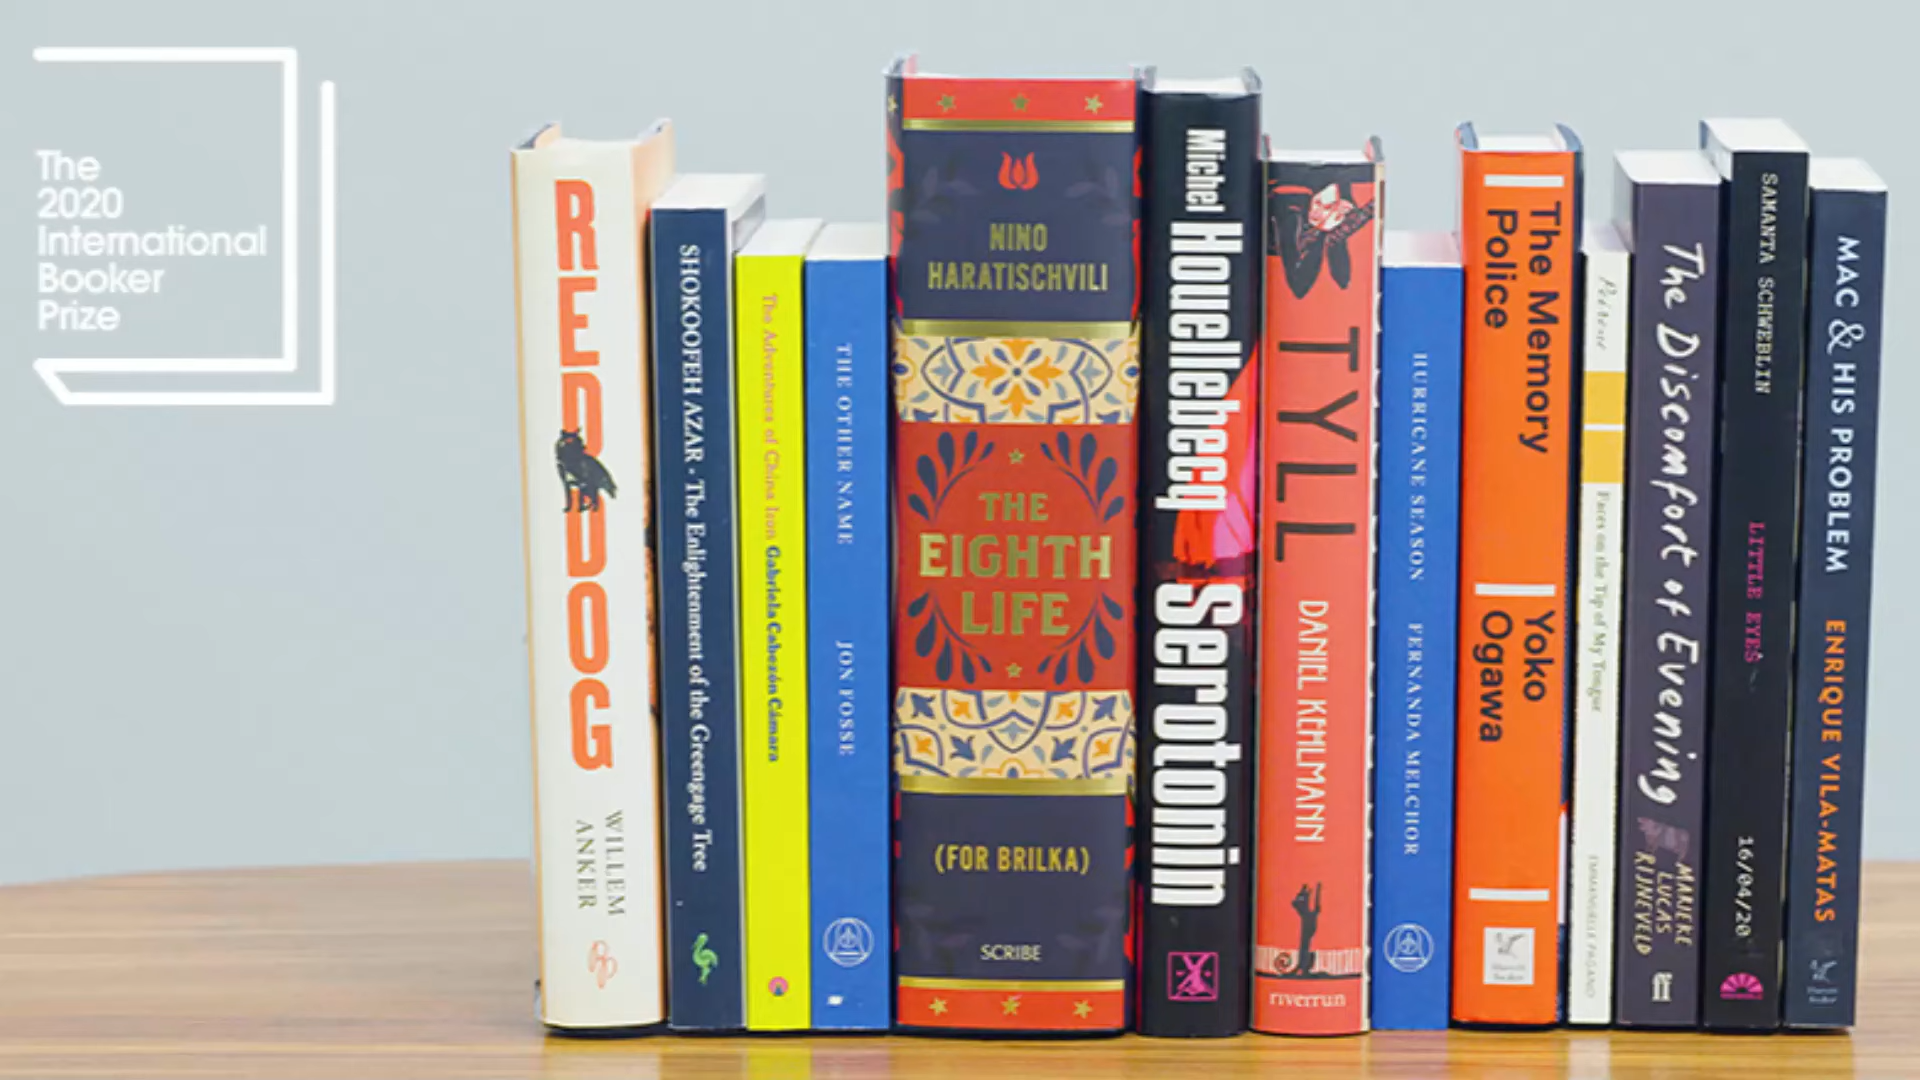 The
2020
International
Booker
Prize
RED DOG
WILLEM
ANKER
SHOKOOFEH AZAR · The Enlightenment of the Greengage Tree
The Adventures of China Iron Gabriela Cabezón Cámara
THE OTHER NAME
JON FOSSE
NINO
HARATISCHVILI
THE
EIGHTH
LIFE
(FOR BRILKA)
SCRIBE
Michel Houellebecq Serotonin
TYLL
DANIEL KEHLMANN
riverrun
HURRICANE SEASON
FERNANDA MELCHOR
The Memory
Police
Yoko
Ogawa
Peirene
Faces on the Tip of My Tongue
EMMANUELLE PAGANO
The Discomfort of Evening
MARIEKE
LUCAS
RIJNEVELD
SAMANTA SCHWEBLIN
LITTLE EYES
16/04/20
MAC & HIS PROBLEM
ENRIQUE VILA-MATAS